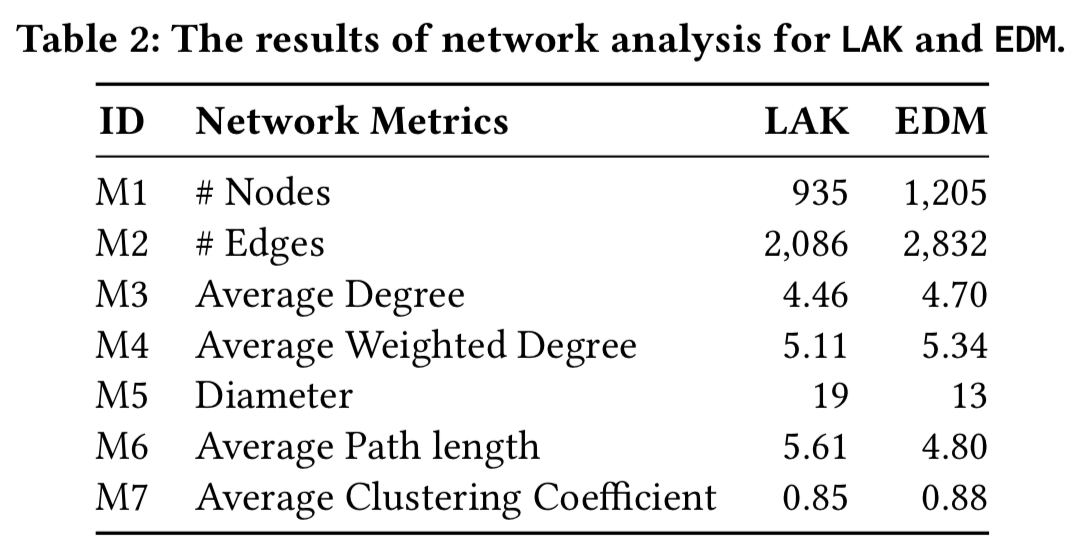 Table 2: The results of network analysis for LAK and EDM.
ID Network Metrics LAK EDM
M1 # Nodes 935 1,205
M2 # Edges 2,086 2,832
M3 Average Degree 4.46 4.70
M4 Average Weighted Degree 5.11 5.34
M5 Diameter 19 13
M6 Average Path length 5.61 4.80
M7 Average Clustering Coefficient 0.85 0.88